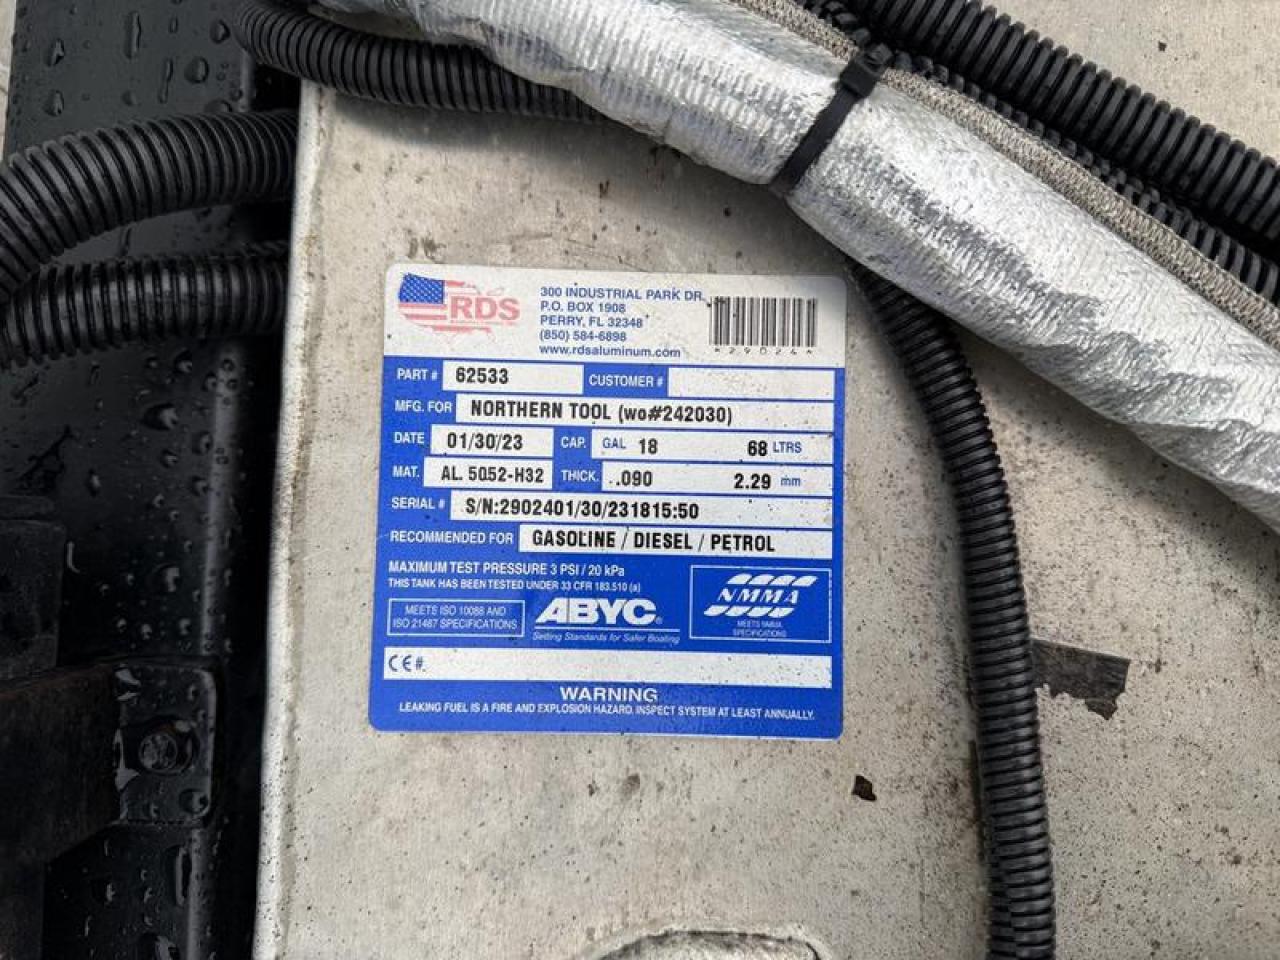 RDS
300 INDUSTRIAL PARK DR.
P.O. BOX 1908
PERRY, FL 32348
(850) 584-6898
www.rdsaluminum.com
*29024*
PART # 62533 CUSTOMER #
MFG. FOR NORTHERN TOOL (wo#242030)
DATE 01/30/23 CAP. GAL 18 68 LTRS
MAT. AL. 5052-H32 THICK. .090 2.29 mm
SERIAL # S/N:2902401/30/231815:50
RECOMMENDED FOR GASOLINE / DIESEL / PETROL
MAXIMUM TEST PRESSURE 3 PSI / 20 kPa
THIS TANK HAS BEEN TESTED UNDER 33 CFR 183.510 (a)
MEETS ISO 10088 AND
ISO 21487 SPECIFICATIONS
ABYC®
Setting Standards for Safer Boating
NMMA
MEETS NMMA
SPECIFICATIONS
CE #.
WARNING
LEAKING FUEL IS A FIRE AND EXPLOSION HAZARD. INSPECT SYSTEM AT LEAST ANNUALLY.